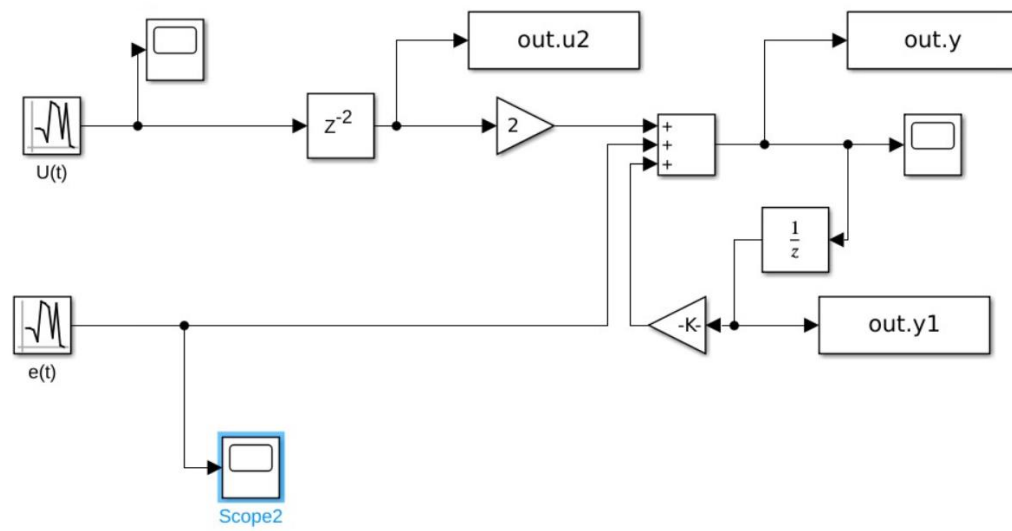 out.u2
out.y
U(t)
Z-2
2
+
+
+
1
z
e(t)
-K-
out.y1
Scope2